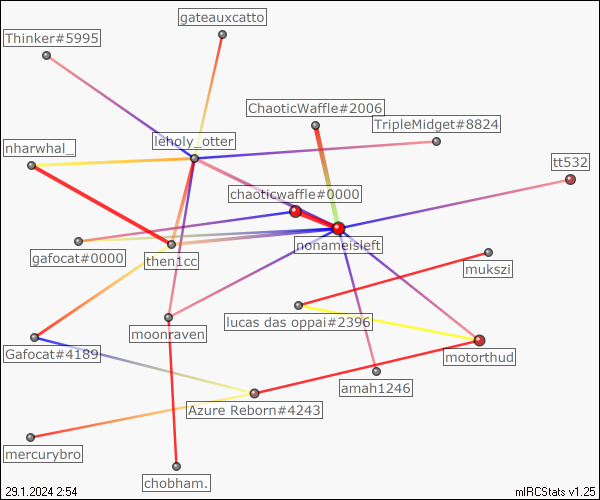 gateauxcatto
Thinker#5995
ChaoticWaffle#2006
TripleMidget#8824
leholy_otter
nharwhal_
tt532
chaoticwaffle#0000
nonameisleft
gafocat#0000
then1cc
mukszi
lucas das oppai#2396
moonraven
Gafocat#4189
motorthud
amah1246
Azure Reborn#4243
mercurybro
chobham.
29.1.2024 2:54
mIRCStats v1.25